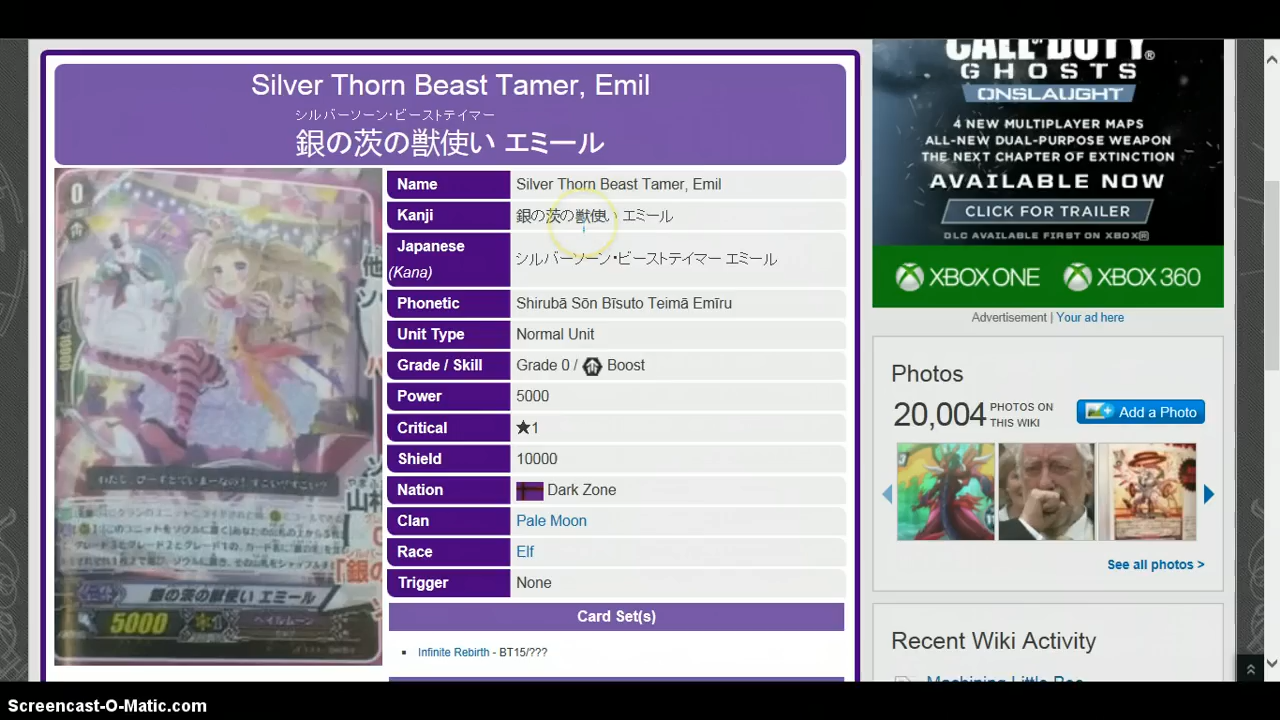 Silver Thorn Beast Tamer, Emil
シルバーソーン・ビーストテイマー
銀の茨の獣使い エミール
0
10000
銀の茨の獣使い エミール
5000
Name Silver Thorn Beast Tamer, Emil
Kanji 銀の茨の獣使い エミール
Japanese (Kana) シルバーソーン・ビーストテイマー エミール
Phonetic Shirubā Sōn Bīsuto Teimā Emīru
Unit Type Normal Unit
Grade / Skill Grade 0 / Boost
Power 5000
Critical ★1
Shield 10000
Nation Dark Zone
Clan Pale Moon
Race Elf
Trigger None
Card Set(s)
Infinite Rebirth - BT15/???
CALL OF DUTY®
GHOSTS
ONSLAUGHT
4 NEW MULTIPLAYER MAPS
ALL-NEW DUAL-PURPOSE WEAPON
THE NEXT CHAPTER OF EXTINCTION
AVAILABLE NOW
CLICK FOR TRAILER
DLC AVAILABLE FIRST ON XBOX®
XBOX ONE XBOX 360
Advertisement | Your ad here
Photos
20,004 PHOTOS ON THIS WIKI
Add a Photo
3
See all photos >
Recent Wiki Activity
Machining Little Bee
Screencast-O-Matic.com